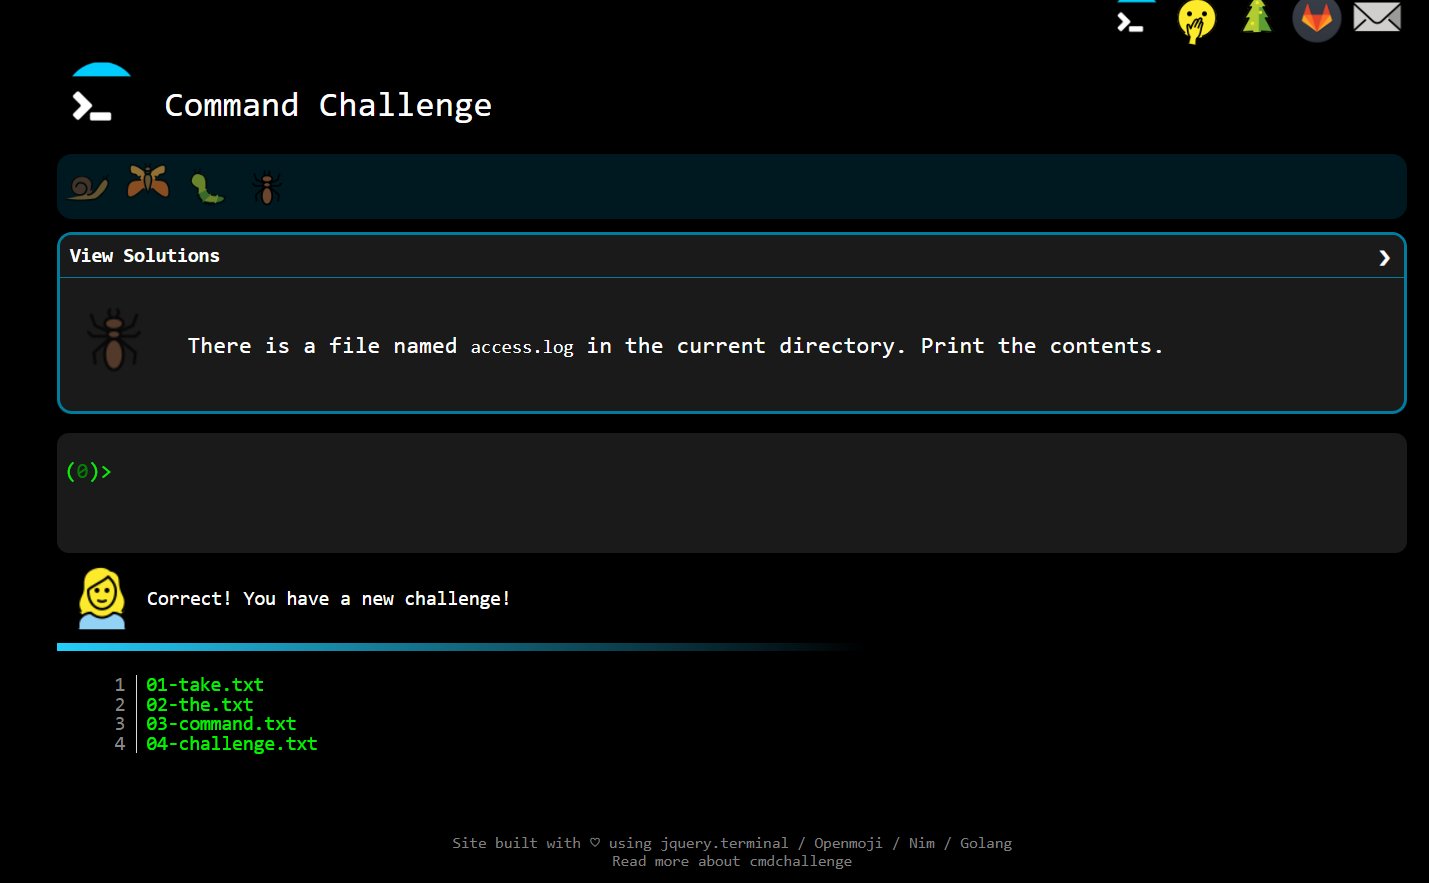 Command Challenge
View Solutions
There is a file named access.log in the current directory. Print the contents.
(0)>
Correct! You have a new challenge!
1 01-take.txt
2 02-the.txt
3 03-command.txt
4 04-challenge.txt
Site built with ♡ using jquery.terminal / Openmoji / Nim / Golang
Read more about cmdchallenge